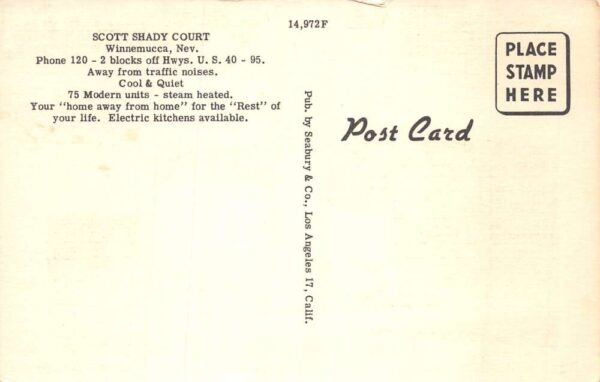 14,972F
SCOTT SHADY COURT
Winnemucca, Nev.
Phone 120 - 2 blocks off Hwys. U. S. 40 - 95.
Away from traffic noises.
Cool & Quiet
75 Modern units - steam heated.
Your "home away from home" for the "Rest" of
your life. Electric kitchens available.
Pub. by Seabury & Co., Los Angeles 17, Calif.
Post Card
PLACE
STAMP
HERE